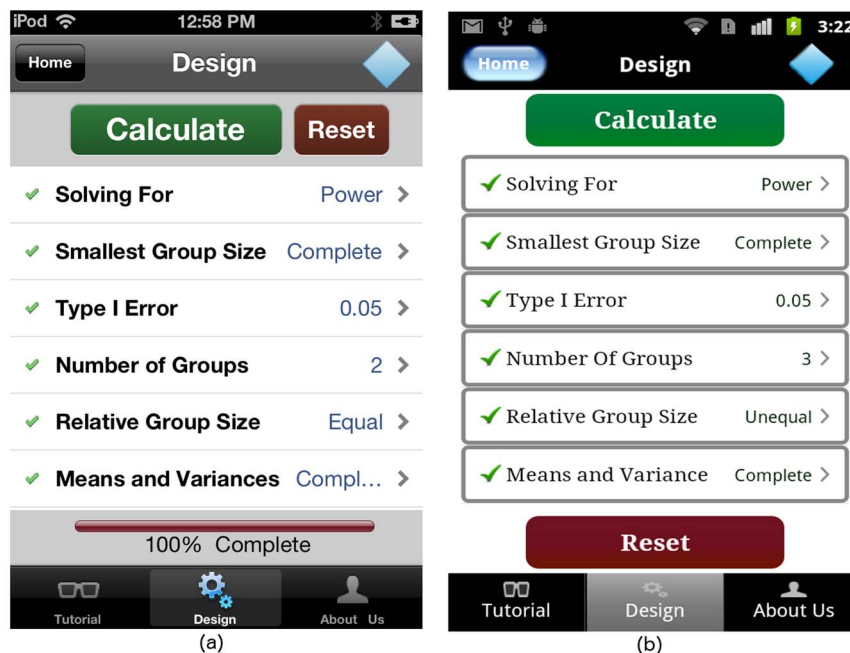 iPod 12:58 PM
Home Design
Calculate Reset
Solving For Power
Smallest Group Size Complete
Type I Error 0.05
Number of Groups 2
Relative Group Size Equal
Means and Variances Compl...
100% Complete
Tutorial Design About Us
(a)
3:22
Home Design
Calculate
Solving For Power
Smallest Group Size Complete
Type I Error 0.05
Number Of Groups 3
Relative Group Size Unequal
Means and Variance Complete
Reset
Tutorial Design About Us
(b)